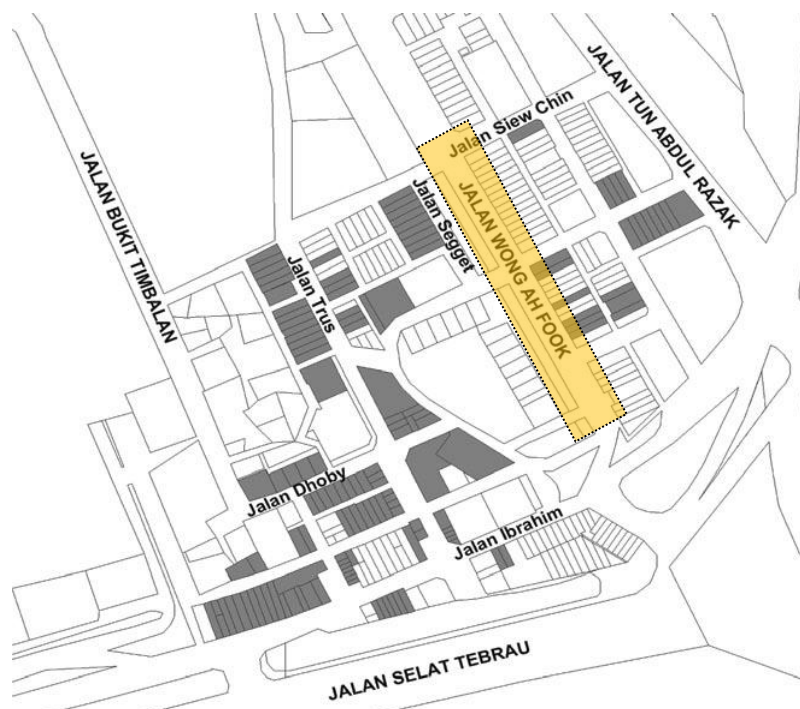 JALAN TUN ABDUL RAZAK
Jalan Siew Chin
JALAN BUKIT TIMBALAN
Jalan Segget
JALAN WONG AH FOOK
Jalan Trus
Jalan Dhoby
Jalan Ibrahim
JALAN SELAT TEBRAU